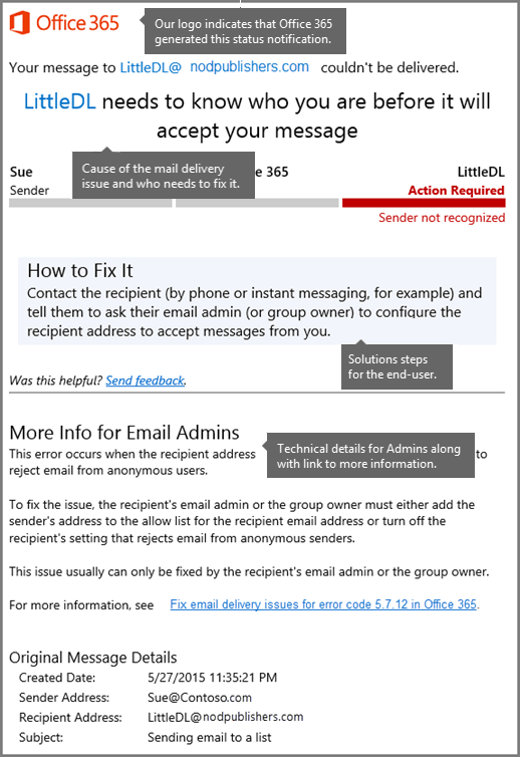 Office 365
Our logo indicates that Office 365
generated this status notification.
Your message to LittleDL@ nodpublishers.com couldn't be delivered.
LittleDL needs to know who you are before it will
accept your message
Cause of the mail delivery
issue and who needs to fix it.
Sue e 365 LittleDL
Sender Action Required
Sender not recognized
How to Fix It
Contact the recipient (by phone or instant messaging, for example) and
tell them to ask their email admin (or group owner) to configure the
recipient address to accept messages from you.
Solutions steps
for the end-user.
Was this helpful? Send feedback.
More Info for Email Admins
Technical details for Admins along
with link to more information.
This error occurs when the recipient address to
reject email from anonymous users.
To fix the issue, the recipient's email admin or the group owner must either add the
sender's address to the allow list for the recipient email address or turn off the
recipient's setting that rejects email from anonymous senders.
This issue usually can only be fixed by the recipient's email admin or the group owner.
For more information, see Fix email delivery issues for error code 5.7.12 in Office 365.
Original Message Details
Created Date: 5/27/2015 11:35:21 PM
Sender Address: Sue@Contoso.com
Recipient Address: LittleDL@nodpublishers.com
Subject: Sending email to a list